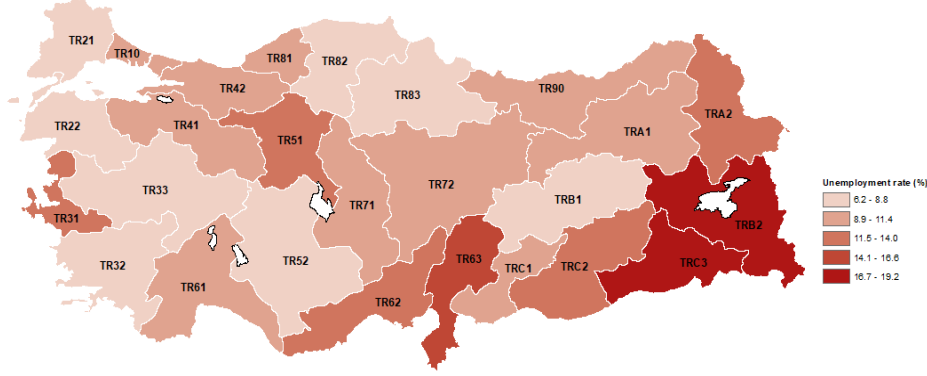 TR21
TR10
TR81
TR82
TR42
TR83
TR90
TRA2
TR22
TR41
TR51
TRA1
TR33
TR72
TRB1
TR71
TR31
TRB2
TR32
TR52
TR63
TRC1
TRC2
TRC3
TR61
TR62
Unemployment rate (%)
6.2 - 8.8
8.9 - 11.4
11.5 - 14.0
14.1 - 16.6
16.7 - 19.2